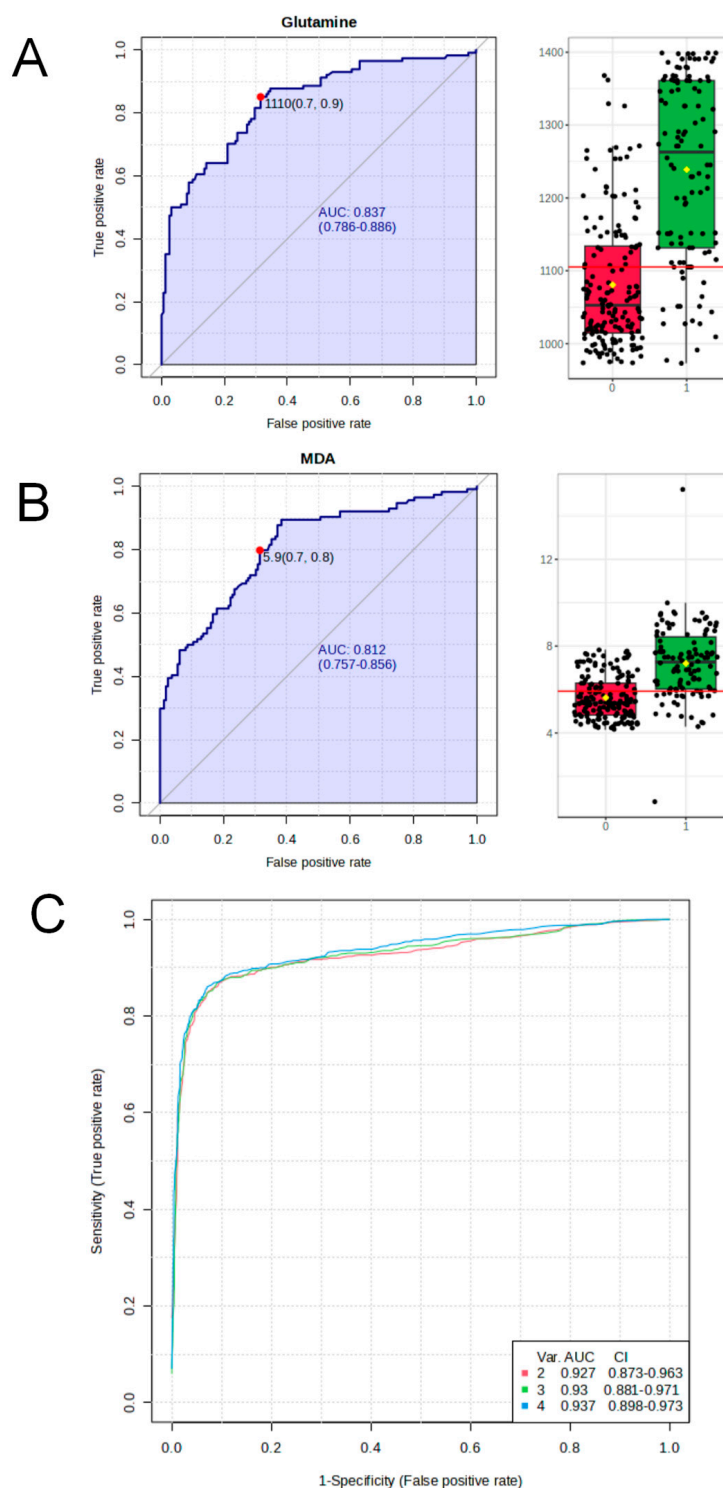 A
Glutamine
True positive rate
0.0
0.2
0.4
0.6
0.8
1.0
1110(0.7, 0.9)
AUC: 0.837
(0.786-0.886)
0.0 0.2 0.4 0.6 0.8 1.0
False positive rate
1400
1300
1200
1100
1000
0 1
B
MDA
True positive rate
0.0
0.2
0.4
0.6
0.8
1.0
5.9(0.7, 0.8)
AUC: 0.812
(0.757-0.856)
0.0 0.2 0.4 0.6 0.8 1.0
False positive rate
12
8
4
0 1
C
Sensitivity (True positive rate)
0.0
0.2
0.4
0.6
0.8
1.0
Var. AUC CI
2 0.927 0.873-0.963
3 0.93 0.881-0.971
4 0.937 0.898-0.973
0.0 0.2 0.4 0.6 0.8 1.0
1-Specificity (False positive rate)